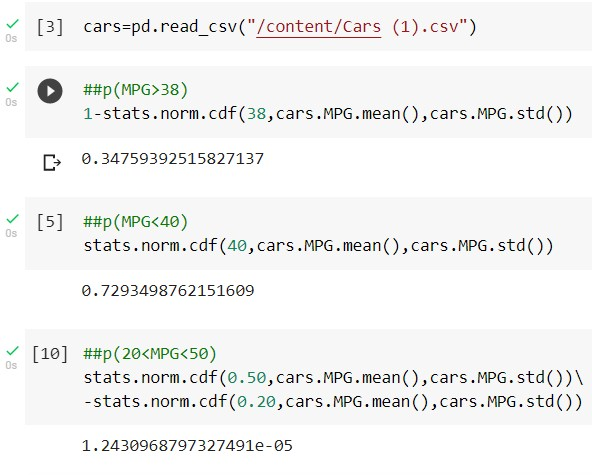 [3] cars=pd.read_csv("/content/Cars (1).csv")
0s
##p(MPG>38)
0s
1-stats.norm.cdf(38,cars.MPG.mean(),cars.MPG.std())
0.34759392515827137
[5] ##p(MPG<40)
0s
stats.norm.cdf(40,cars.MPG.mean(),cars.MPG.std())
0.7293498762151609
[10] ##p(20<MPG<50)
0s
stats.norm.cdf(0.50,cars.MPG.mean(),cars.MPG.std())\
-stats.norm.cdf(0.20,cars.MPG.mean(),cars.MPG.std())
1.2430968797327491e-05